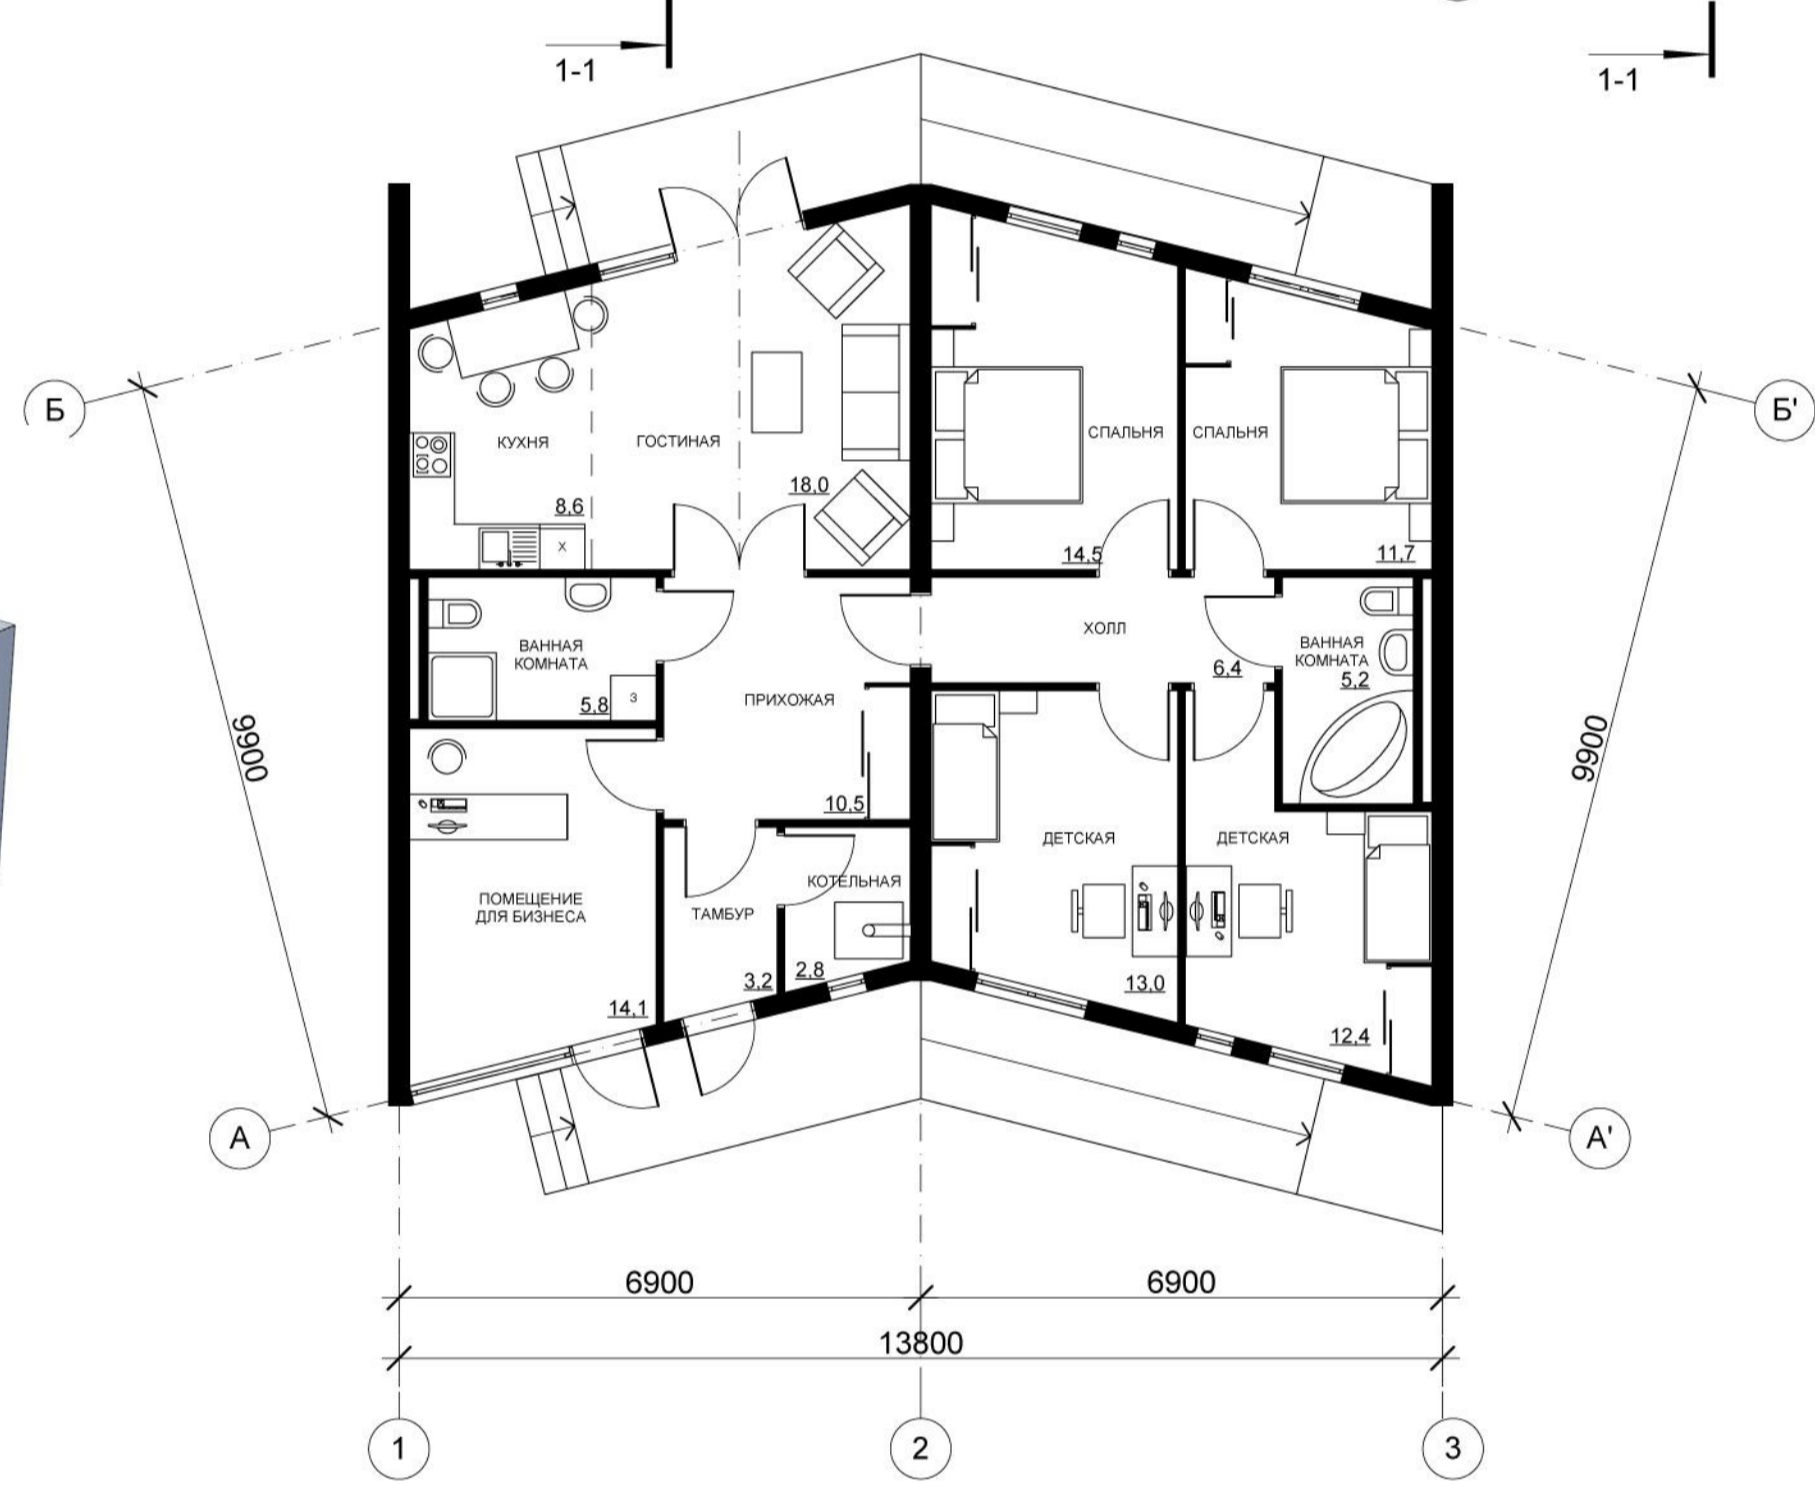 1-1
1-1
Б
Б'
КУХНЯ
ГОСТИНАЯ
СПАЛЬНЯ
СПАЛЬНЯ
8,6
18,0
14,5
11,7
X
ВАННАЯ
КОМНАТА
5,8
З
ПРИХОЖАЯ
10,5
ХОЛЛ
6,4
ВАННАЯ
КОМНАТА
5,2
9900
9900
ПОМЕЩЕНИЕ
ДЛЯ БИЗНЕСА
14,1
ТАМБУР
3,2
КОТЕЛЬНАЯ
2,8
ДЕТСКАЯ
13,0
ДЕТСКАЯ
12,4
А
А'
6900
6900
13800
1
2
3